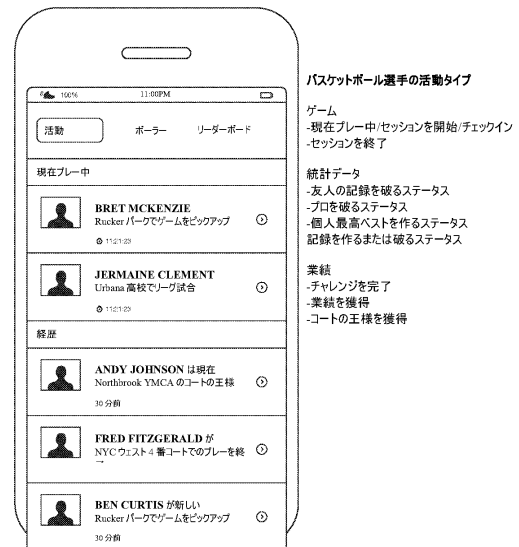 100% 11:00PM
活動 ボーラー リーダーボード
現在プレー中
BRET MCKENZIE
Rucker パークでゲームをピックアップ
11:21:23
JERMAINE CLEMENT
Urbana 高校でリーグ試合
11:21:23
経歴
ANDY JOHNSON は現在
Northbrook YMCA のコートの王様
30 分前
FRED FITZGERALD が
NYC ウェスト 4 番コートでのプレーを終
BEN CURTIS が新しい
Rucker パークでゲームをピックアップ
30 分前
バスケットボール選手の活動タイプ
ゲーム
-現在プレー中/セッションを開始/チェックイン
-セッションを終了
統計データ
-友人の記録を破るステータス
-プロを破るステータス
-個人最高ベストを作るステータス
記録を作るまたは破るステータス
業績
-チャレンジを完了
-業績を獲得
-コートの王様を獲得